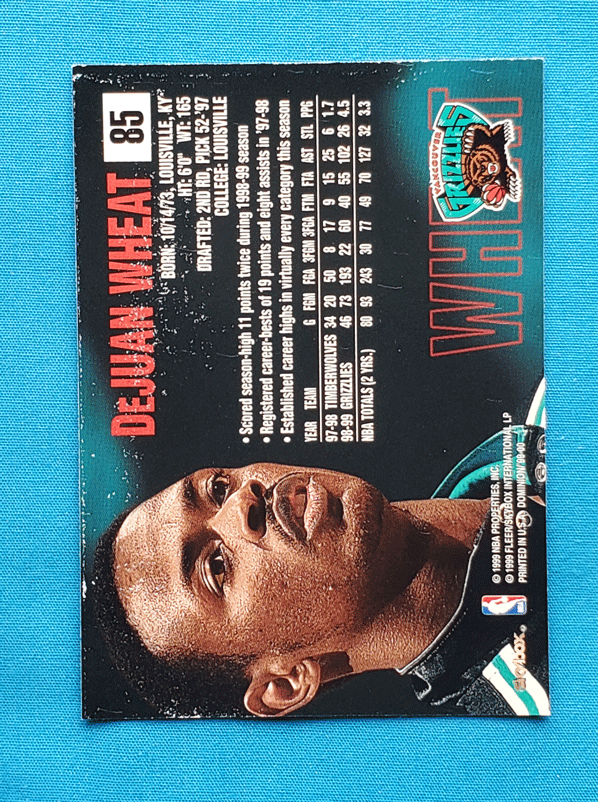 DEJUAN WHEAT 85
BORN: 10/14/73, LOUISVILLE, KY
HT: 6'0" WT: 165
DRAFTED: 2ND RD, PICK 52-'97
COLLEGE: LOUISVILLE
• Scored season-high 11 points twice during 1998-99 season
• Registered career-bests of 19 points and eight assists in '97-98
• Established career highs in virtually every category this season
YEAR TEAM G FGM FGA 3FGM 3FGA FTM FTA AST STL PPG
97-98 TIMBERWOLVES 34 20 50 8 17 9 15 25 6 1.7
98-99 GRIZZLIES 46 73 193 22 60 40 55 102 26 4.5
NBA TOTALS (2 YRS.) 80 93 243 30 77 49 70 127 32 3.3
VANCOUVER
GRIZZLIES
WHEAT
© 1999 NBA PROPERTIES, INC.
© 1999 FLEER/SKYBOX INTERNATIONAL LP
PRINTED IN U.S.A. DOMINION/'99-00
skybox